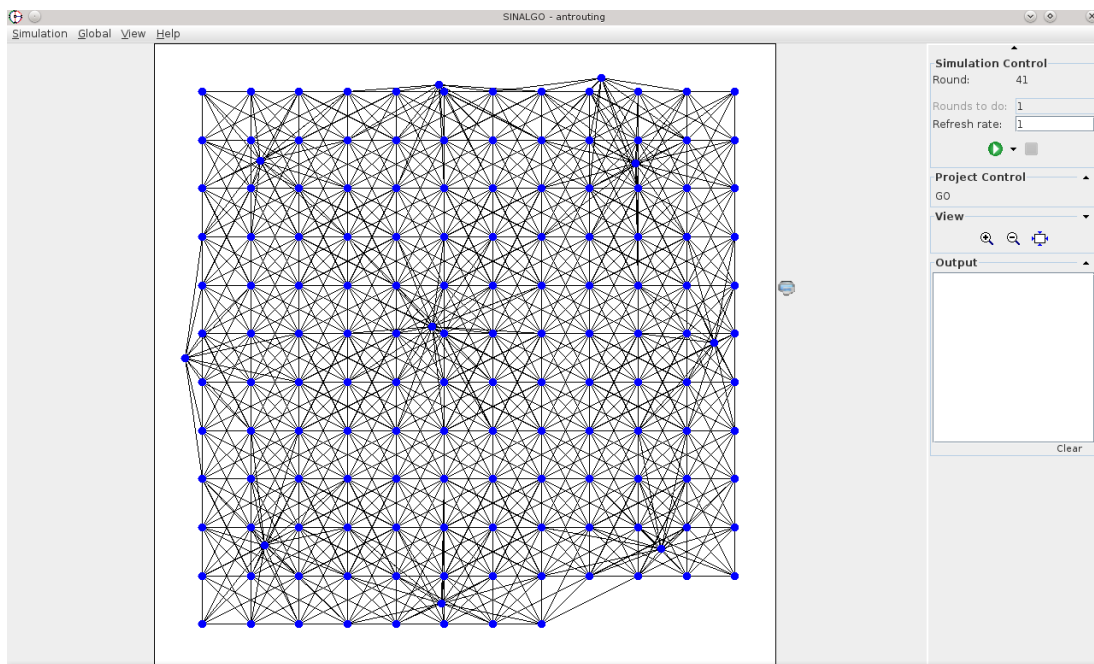 SINALGO - antrouting
Simulation Global View Help
Simulation Control
Round: 41
Rounds to do: 1
Refresh rate: 1
Project Control
GO
View
Output
Clear